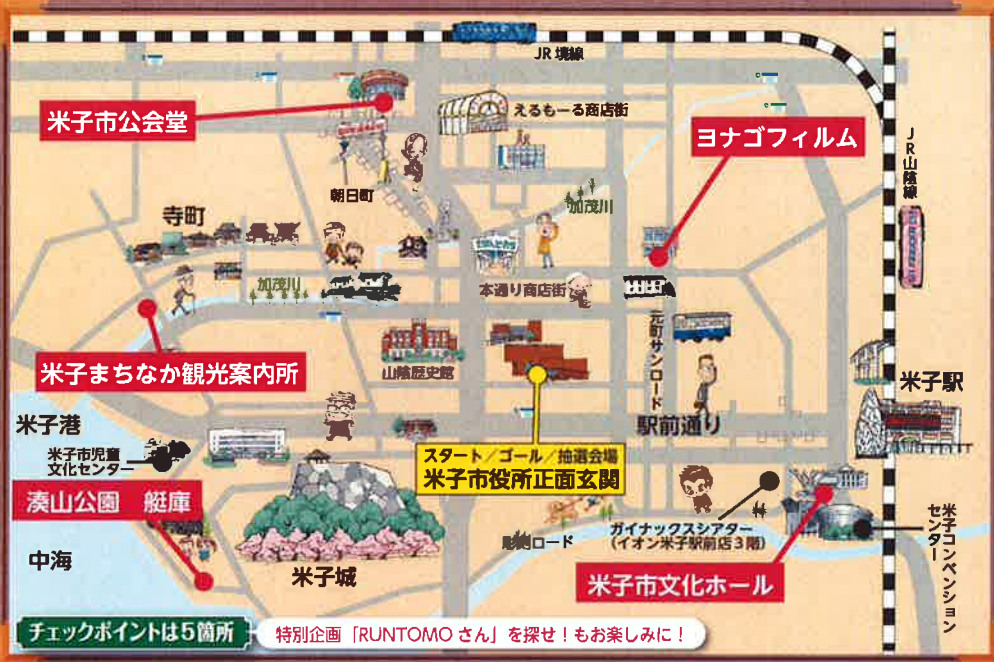 JR境線
米子市公会堂
えるもーる商店街
ヨナゴフィルム
JR山陰線
朝日町
加茂川
寺町
加茂川
本通り商店街
元町サンロード
米子まちなか観光案内所
山陰歴史館
米子駅
米子港
駅前通り
米子市児童
文化センター
スタート/ゴール/抽選会場
米子市役所正面玄関
湊山公園 艇庫
ガイナックスシアター
(イオン米子駅前店3階)
米子コンベンション
センター
中海
米子城
米子市文化ホール
チェックポイントは5箇所
特別企画「RUNTOMOさん」を探せ!もお楽しみに!